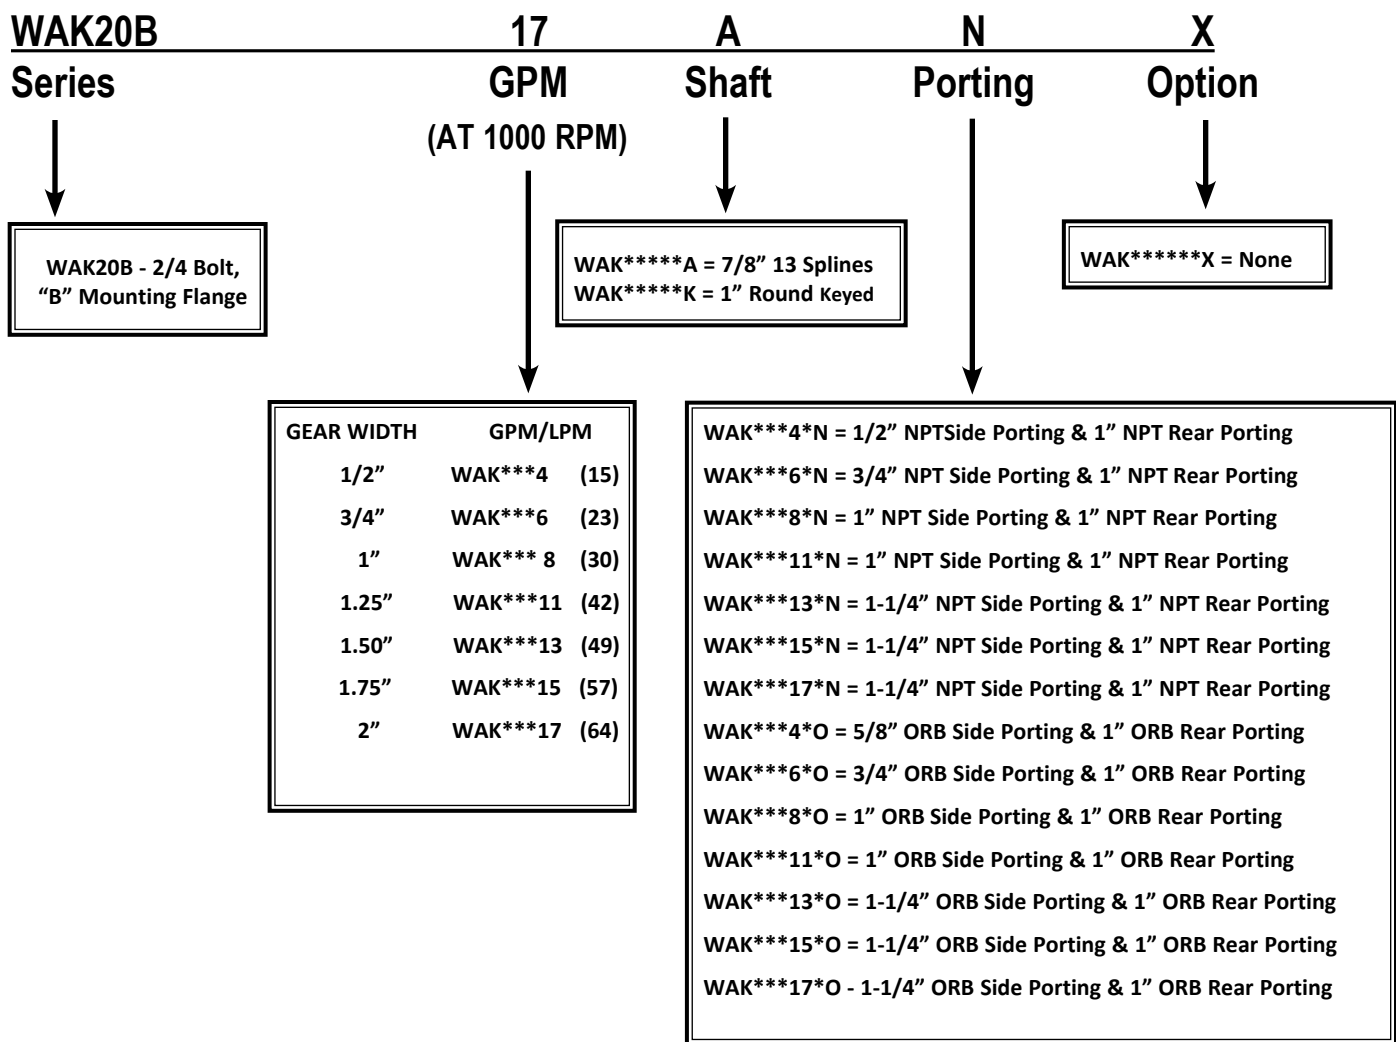 WAK20B 17 A N X
Series GPM Shaft Porting Option
(AT 1000 RPM)
WAK20B - 2/4 Bolt,
“B” Mounting Flange
WAK*****A = 7/8” 13 Splines
WAK*****K = 1” Round Keyed
WAK******X = None
GEAR WIDTH GPM/LPM
1/2” WAK***4 (15)
3/4” WAK***6 (23)
1” WAK*** 8 (30)
1.25” WAK***11 (42)
1.50” WAK***13 (49)
1.75” WAK***15 (57)
2” WAK***17 (64)
WAK***4*N = 1/2” NPTSide Porting & 1” NPT Rear Porting
WAK***6*N = 3/4” NPT Side Porting & 1” NPT Rear Porting
WAK***8*N = 1” NPT Side Porting & 1” NPT Rear Porting
WAK***11*N = 1” NPT Side Porting & 1” NPT Rear Porting
WAK***13*N = 1-1/4” NPT Side Porting & 1” NPT Rear Porting
WAK***15*N = 1-1/4” NPT Side Porting & 1” NPT Rear Porting
WAK***17*N = 1-1/4” NPT Side Porting & 1” NPT Rear Porting
WAK***4*O = 5/8” ORB Side Porting & 1” ORB Rear Porting
WAK***6*O = 3/4” ORB Side Porting & 1” ORB Rear Porting
WAK***8*O = 1” ORB Side Porting & 1” ORB Rear Porting
WAK***11*O = 1” ORB Side Porting & 1” ORB Rear Porting
WAK***13*O = 1-1/4” ORB Side Porting & 1” ORB Rear Porting
WAK***15*O = 1-1/4” ORB Side Porting & 1” ORB Rear Porting
WAK***17*O - 1-1/4” ORB Side Porting & 1” ORB Rear Porting